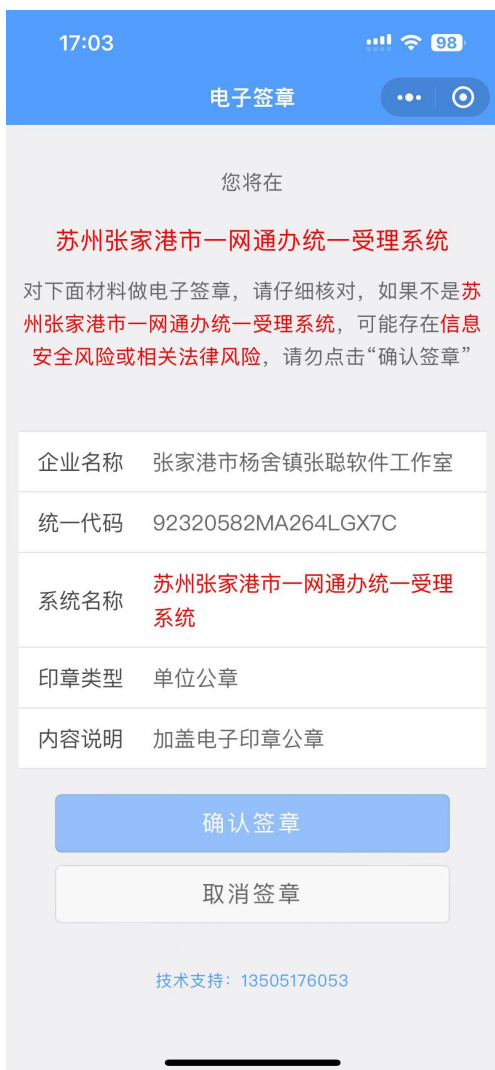 17:03
98
电子签章
您将在
苏州张家港市一网通办统一受理系统
对下面材料做电子签章，请仔细核对，如果不是苏
州张家港市一网通办统一受理系统，可能存在信息
安全风险或相关法律风险，请勿点击“确认签章”
企业名称 张家港市杨舍镇张聪软件工作室
统一代码 92320582MA264LGX7C
系统名称 苏州张家港市一网通办统一受理
系统
印章类型 单位公章
内容说明 加盖电子印章公章
确认签章
取消签章
技术支持：13505176053